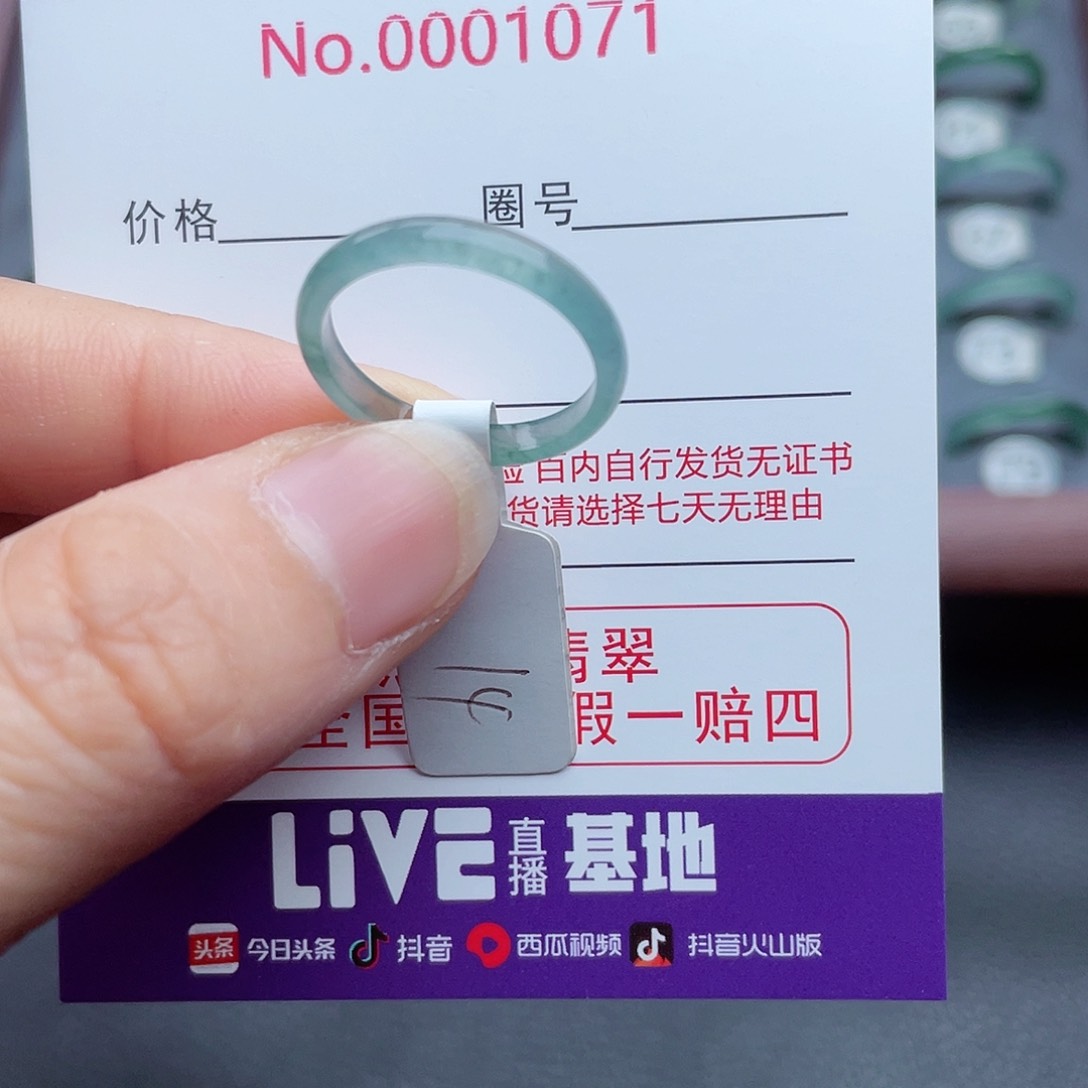 No.0001071
价格 圈号
百内自行发货无证书
货请选择七天无理由
翠
假一赔四
LiVE直播基地
头条 今日头条 抖音 西瓜视频 抖音火山版